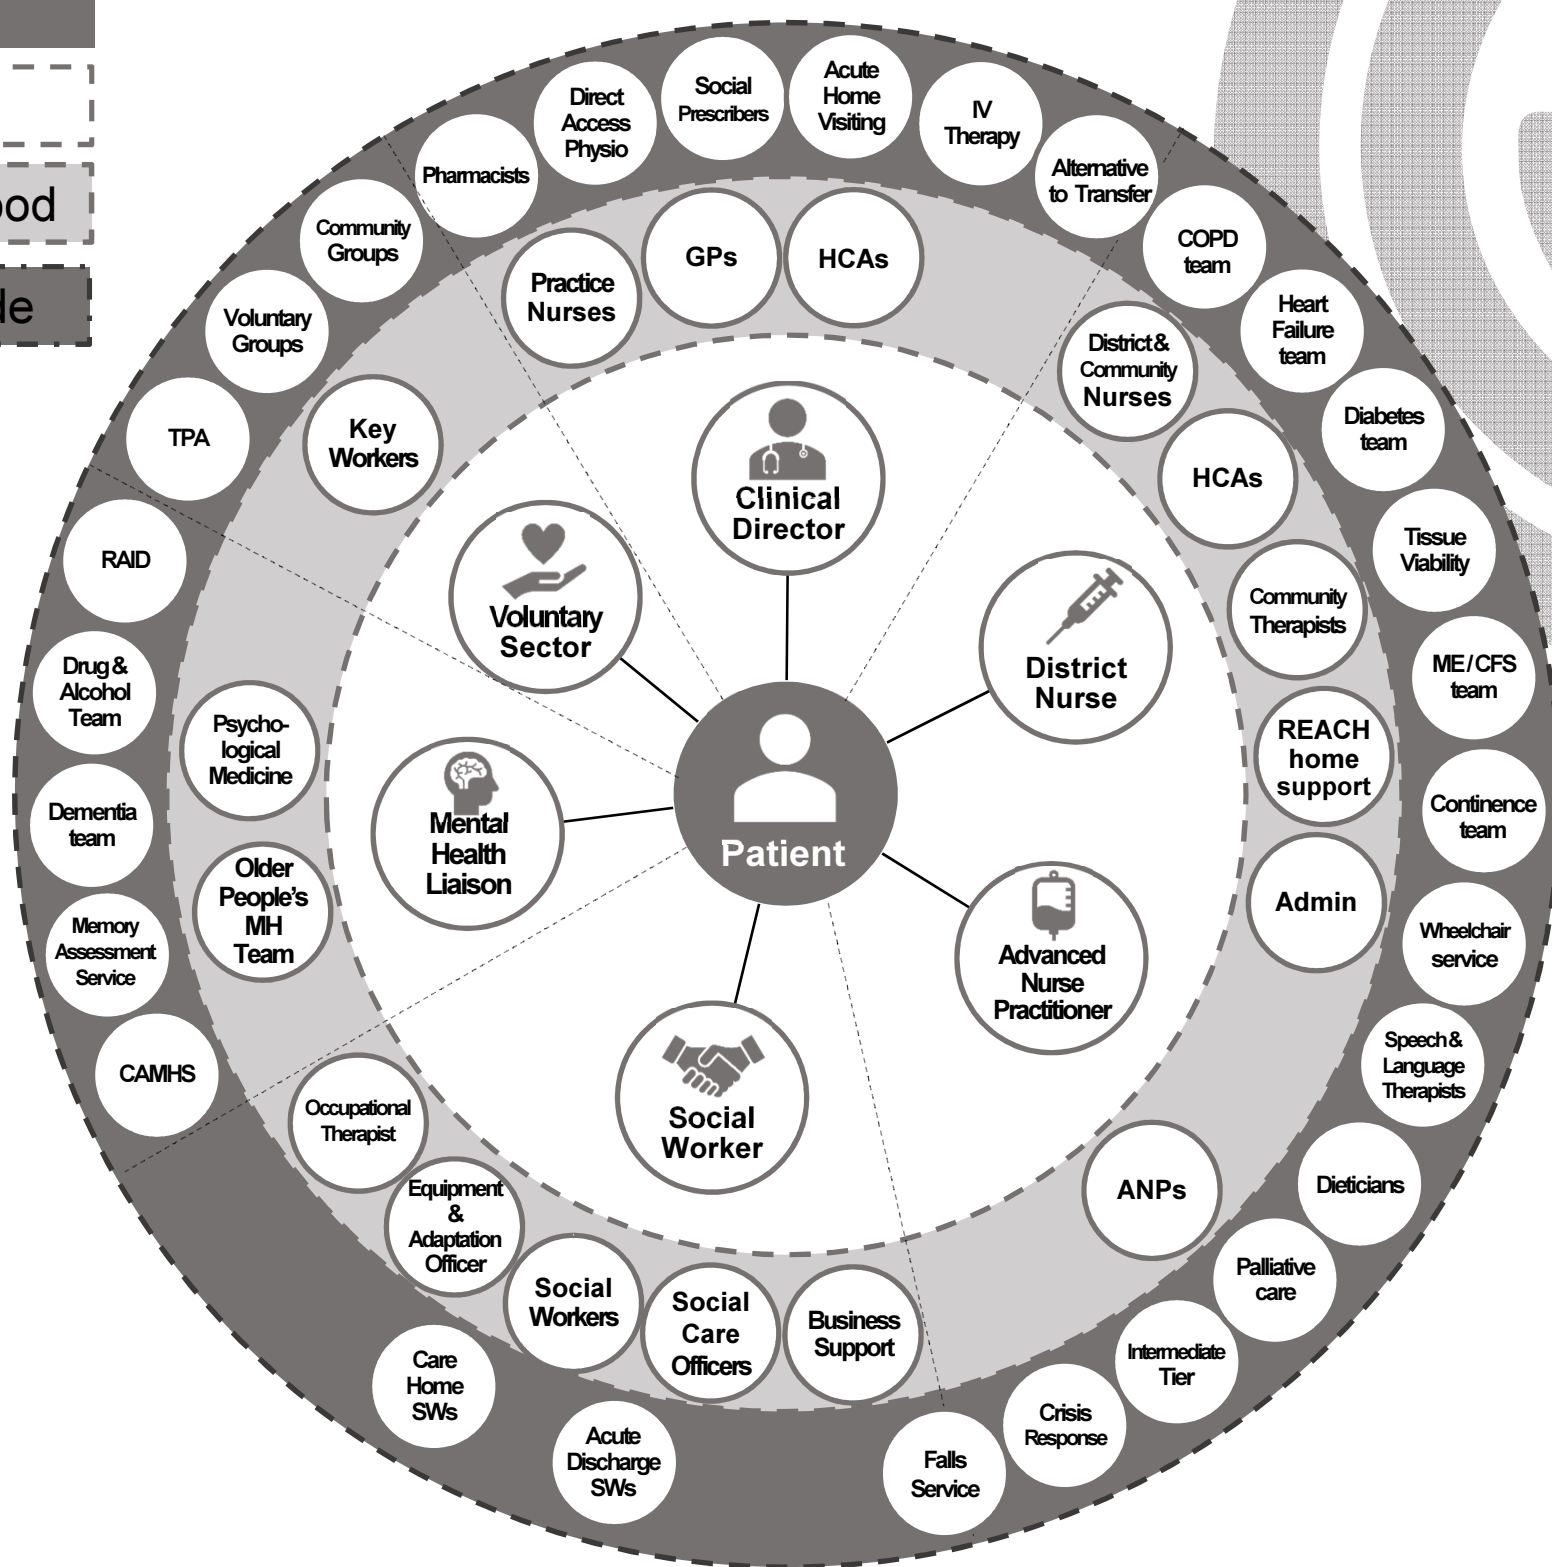 Direct
Access
Physio
Social
Prescribers
Acute
Home
Visiting
IV
Therapy
Alternative
to Transfer
COPD
team
Heart
Failure
team
Diabetes
team
Tissue
Viability
ME / CFS
team
Continence
team
Wheelchair
service
Speech &
Language
Therapists
Dieticians
Palliative
care
Intermediate
Tier
Crisis
Response
Falls
Service
Acute
Discharge
SWs
Care
Home
SWs
CAMHS
Memory
Assessment
Service
Dementia
team
Drug &
Alcohol
Team
RAID
TPA
Voluntary
Groups
Community
Groups
Pharmacists
Practice
Nurses
GPs
HCAs
District &
Community
Nurses
HCAs
Community
Therapists
REACH
home
support
Admin
ANPs
Business
Support
Social
Care
Officers
Social
Workers
Equipment
&
Adaptation
Officer
Occupational
Therapist
Older
People’s
MH
Team
Psycho-
logical
Medicine
Key
Workers
Clinical
Director
District
Nurse
Advanced
Nurse
Practitioner
Social
Worker
Mental
Health
Liaison
Voluntary
Sector
Patient